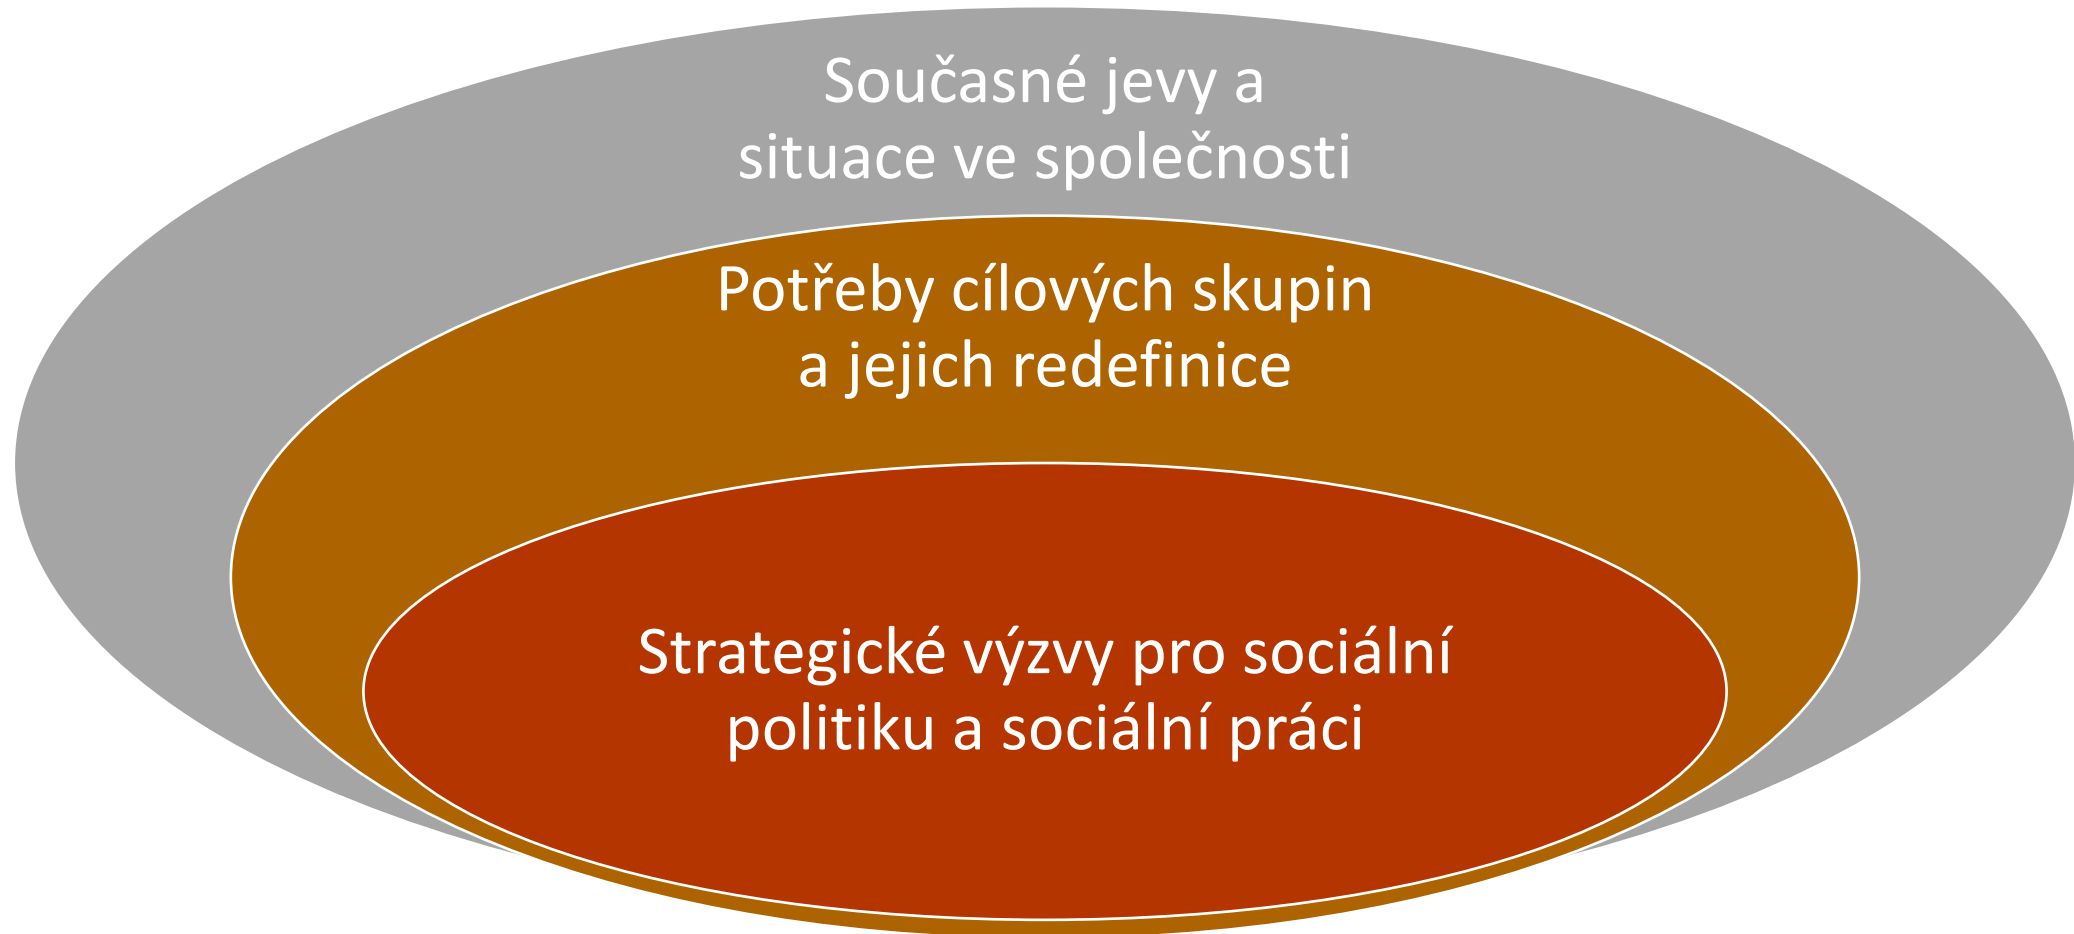 Současné jevy a
situace ve společnosti
Potřeby cílových skupin
a jejich redefinice
Strategické výzvy pro sociální
politiku a sociální práci